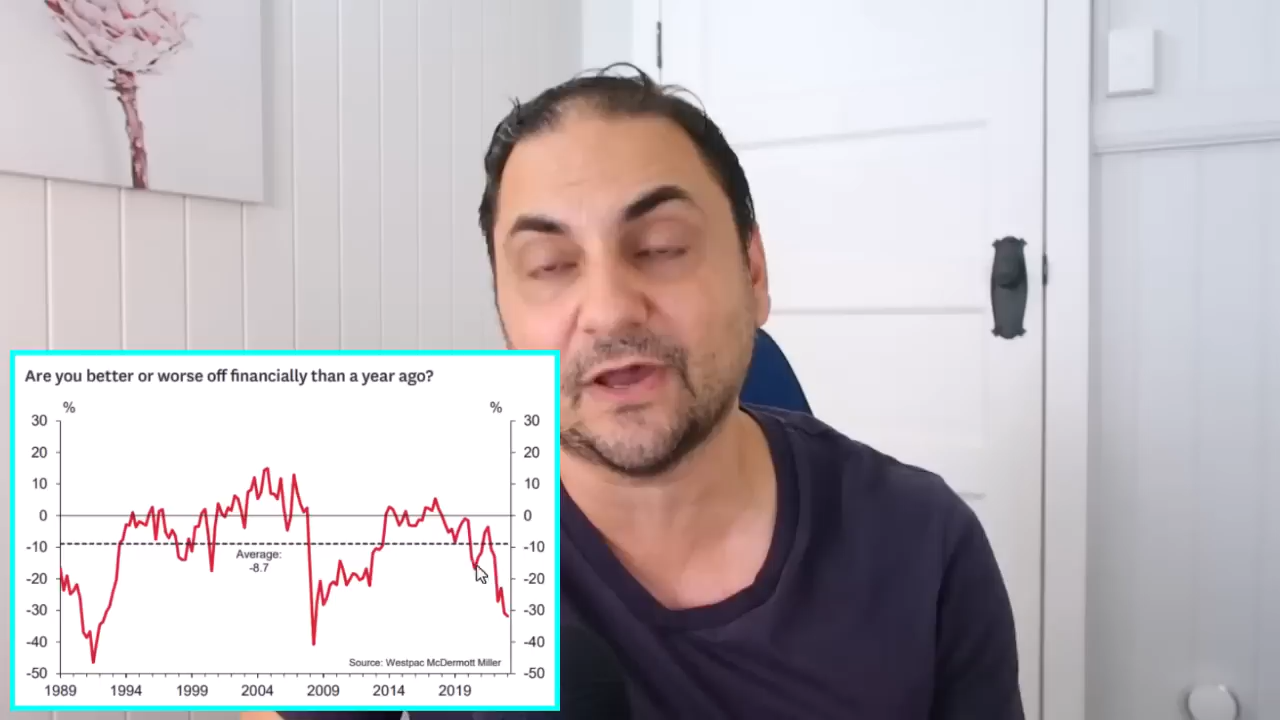 Are you better or worse off financially than a year ago?
% %
30 30
20 20
10 10
0 0
-10 -10
Average:
-8.7
-20 -20
-30 -30
-40 -40
Source: Westpac McDermott Miller
-50 -50
1989 1994 1999 2004 2009 2014 2019